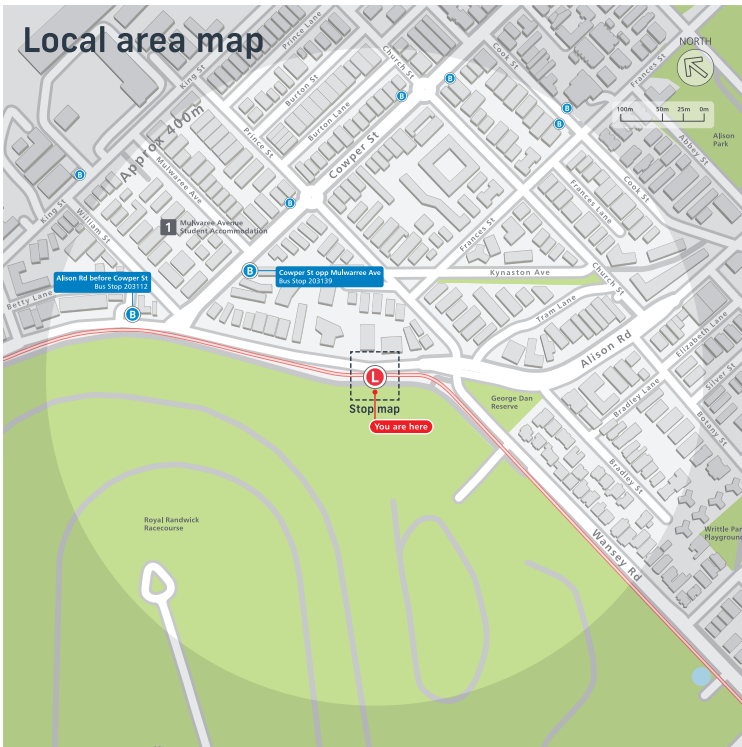 Local area map
NORTH
100m 50m 25m 0m
Approx 400m
Prince Lane
King St
Burton St
Burton Lane
Church St
Cook St
Frances St
Abbey St
Alison
Park
Prince St
Cowper St
Mulwaree Ave
King St
William St
1
Mulwaree Avenue
Student Accommodation
Frances Lane
Cook St
Frances St
B
B
B
B
B
B
Alison Rd before Cowper St
Bus Stop 203112
B
B
Cowper St opp Mulwarree Ave
Bus Stop 203139
Kynaston Ave
Church St
Betty Lane
Tram Lane
Alison Rd
Elizabeth Lane
Silver St
L
Stop map
You are here
George Dan
Reserve
Bradley Lane
Botany St
Bradley St
Royal Randwick
Racecourse
Wansey Rd
Writtle Par
Playground